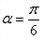 α = π/6